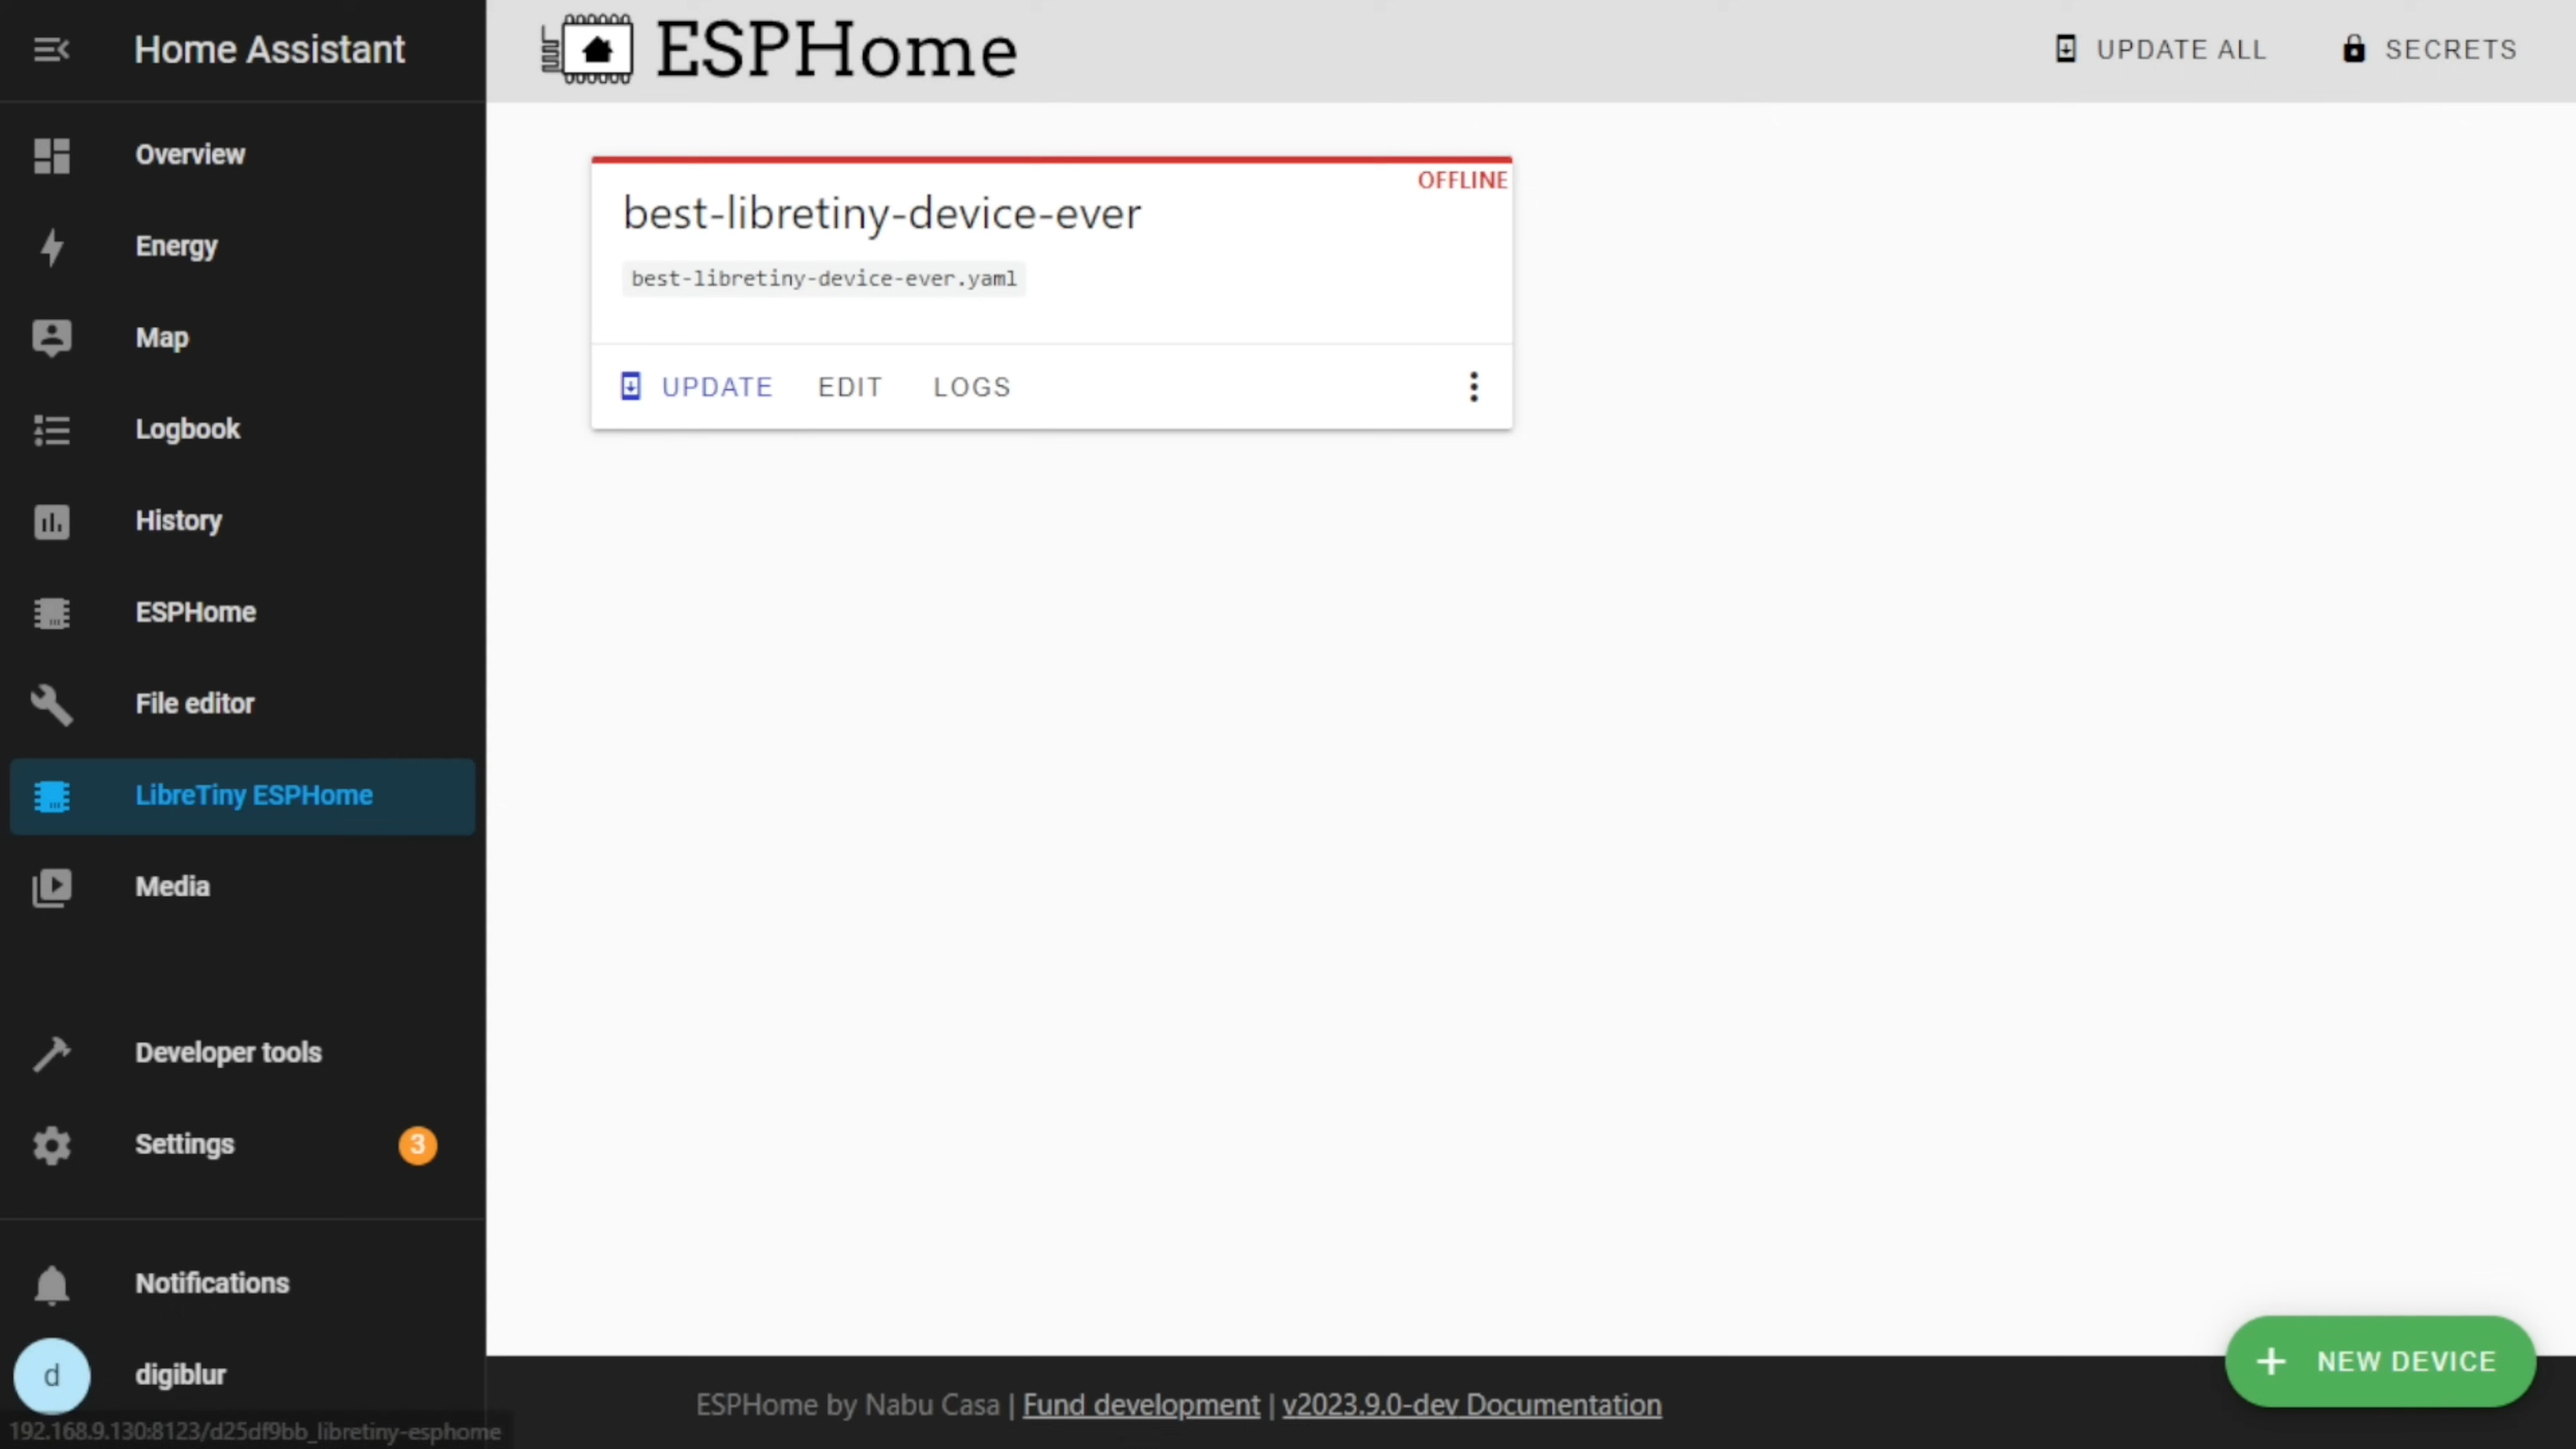 Home Assistant
Overview
Energy
Map
Logbook
History
ESPHome
File editor
LibreTiny ESPHome
Media
Developer tools
Settings 3
Notifications
d digiblur
192.168.9.130:8123/d25df9bb_libretiny-esphome
ESPHome
UPDATE ALL SECRETS
OFFLINE
best-libretiny-device-ever
best-libretiny-device-ever.yaml
UPDATE EDIT LOGS
NEW DEVICE
ESPHome by Nabu Casa | Fund development | v2023.9.0-dev Documentation